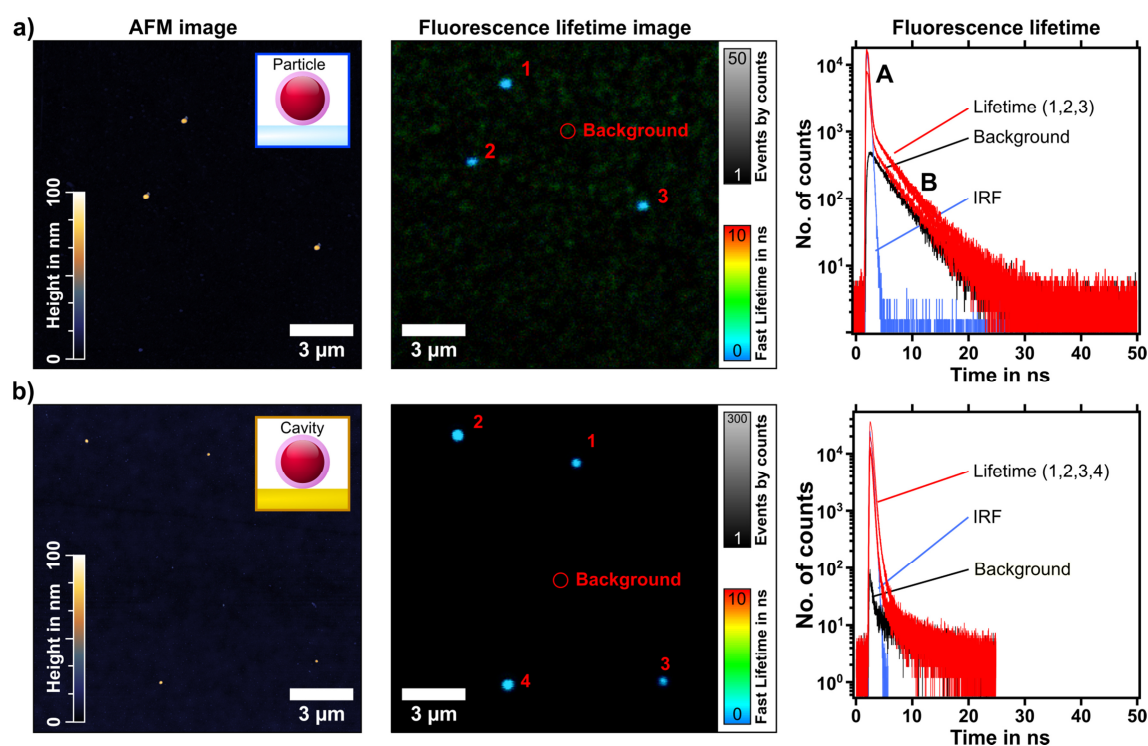 a)
AFM image
Fluorescence lifetime image
Fluorescence lifetime
Particle
Height in nm
0
100
3 µm
1
2
3
Background
3 µm
50
Events by counts
1
10
Fast Lifetime in ns
0
No. of counts
10⁴
10³
10²
10¹
A
B
Lifetime (1,2,3)
Background
IRF
0 10 20 30 40 50
Time in ns
b)
Cavity
Height in nm
0
100
3 µm
2
1
Background
3
4
3 µm
300
Events by counts
1
10
Fast Lifetime in ns
0
No. of counts
10⁴
10³
10²
10¹
10⁰
Lifetime (1,2,3,4)
IRF
Background
0 10 20 30 40 50
Time in ns